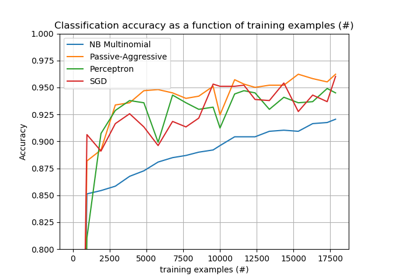 Classification accuracy as a function of training examples (#)
1.000
0.975
0.950
0.925
0.900
0.875
0.850
0.825
0.800
Accuracy
NB Multinomial
Passive-Aggressive
Perceptron
SGD
0 2500 5000 7500 10000 12500 15000 17500
training examples (#)